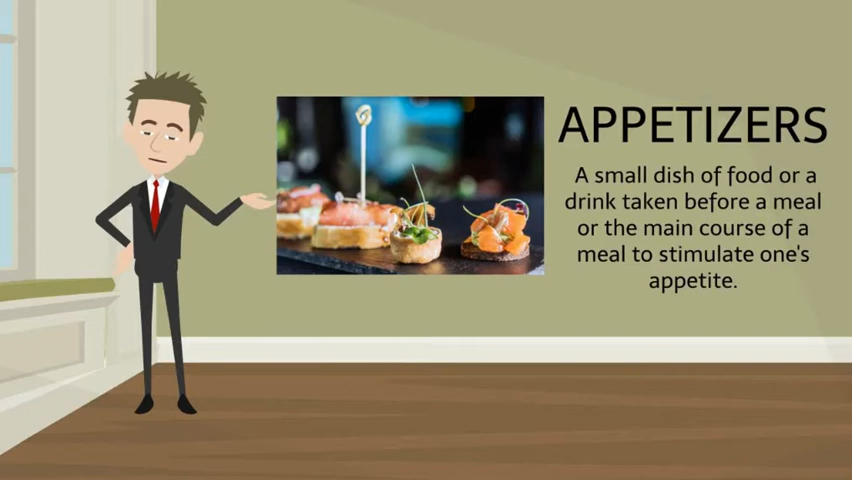 APPETIZERS
A small dish of food or a
drink taken before a meal
or the main course of a
meal to stimulate one's
appetite.